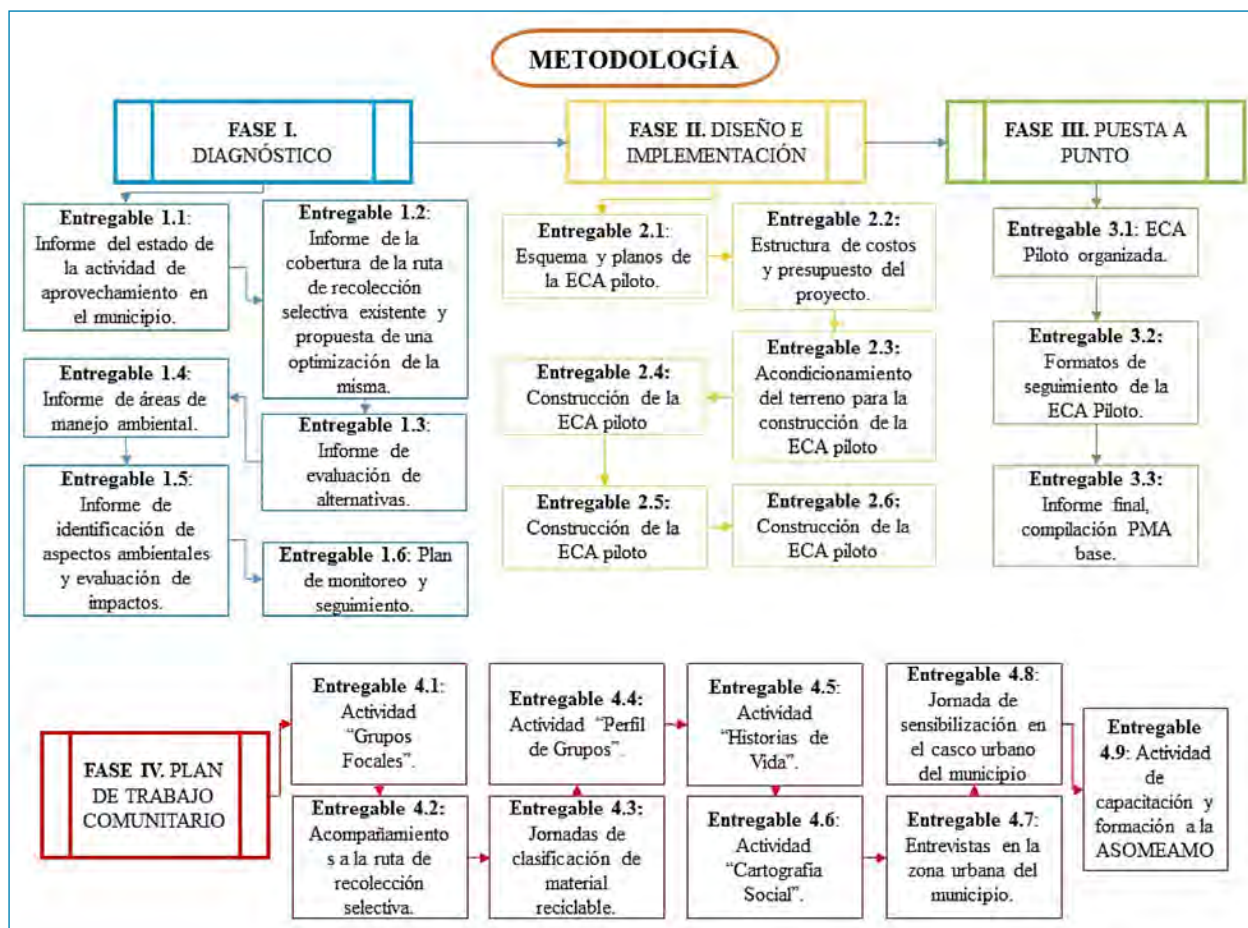 METODOLOGÍA
FASE I.
DIAGNÓSTICO
FASE II. DISEÑO E
IMPLEMENTACIÓN
FASE III. PUESTA A
PUNTO
Entregable 1.1:
Informe del estado de
la actividad de
aprovechamiento en
el municipio.
Entregable 1.2:
Informe de la
cobertura de la ruta
de recolección
selectiva existente y
propuesta de una
optimización de la
misma.
Entregable 1.4:
Informe de áreas de
manejo ambiental.
Entregable 1.3:
Informe de
evaluación de
alternativas.
Entregable 1.5:
Informe de
identificación de
aspectos ambientales
y evaluación de
impactos.
Entregable 1.6: Plan
de monitoreo y
seguimiento.
Entregable 2.1:
Esquema y planos de
la ECA piloto.
Entregable 2.2:
Estructura de costos
y presupuesto del
proyecto.
Entregable 2.4:
Construcción de la
ECA piloto
Entregable 2.3:
Acondicionamiento
del terreno para la
construcción de la
ECA piloto
Entregable 2.5:
Construcción de la
ECA piloto
Entregable 2.6:
Construcción de la
ECA piloto
Entregable 3.1: ECA
Piloto organizada.
Entregable 3.2:
Formatos de
seguimiento de la
ECA Piloto.
Entregable 3.3:
Informe final,
compilación PMA
base.
FASE IV. PLAN
DE TRABAJO
COMUNITARIO
Entregable 4.1:
Actividad
“Grupos
Focales”.
Entregable 4.2:
Acompañamiento
s a la ruta de
recolección
selectiva.
Entregable 4.4:
Actividad “Perfil
de Grupos”.
Entregable 4.3:
Jornadas de
clasificación de
material
reciclable.
Entregable 4.5:
Actividad
“Historias de
Vida”.
Entregable 4.6:
Actividad
“Cartografía
Social”.
Entregable 4.8:
Jornada de
sensibilización en
el casco urbano
del municipio
Entregable 4.7:
Entrevistas en la
zona urbana del
municipio.
Entregable
4.9: Actividad
de
capacitación y
formación a la
ASOMEAMO